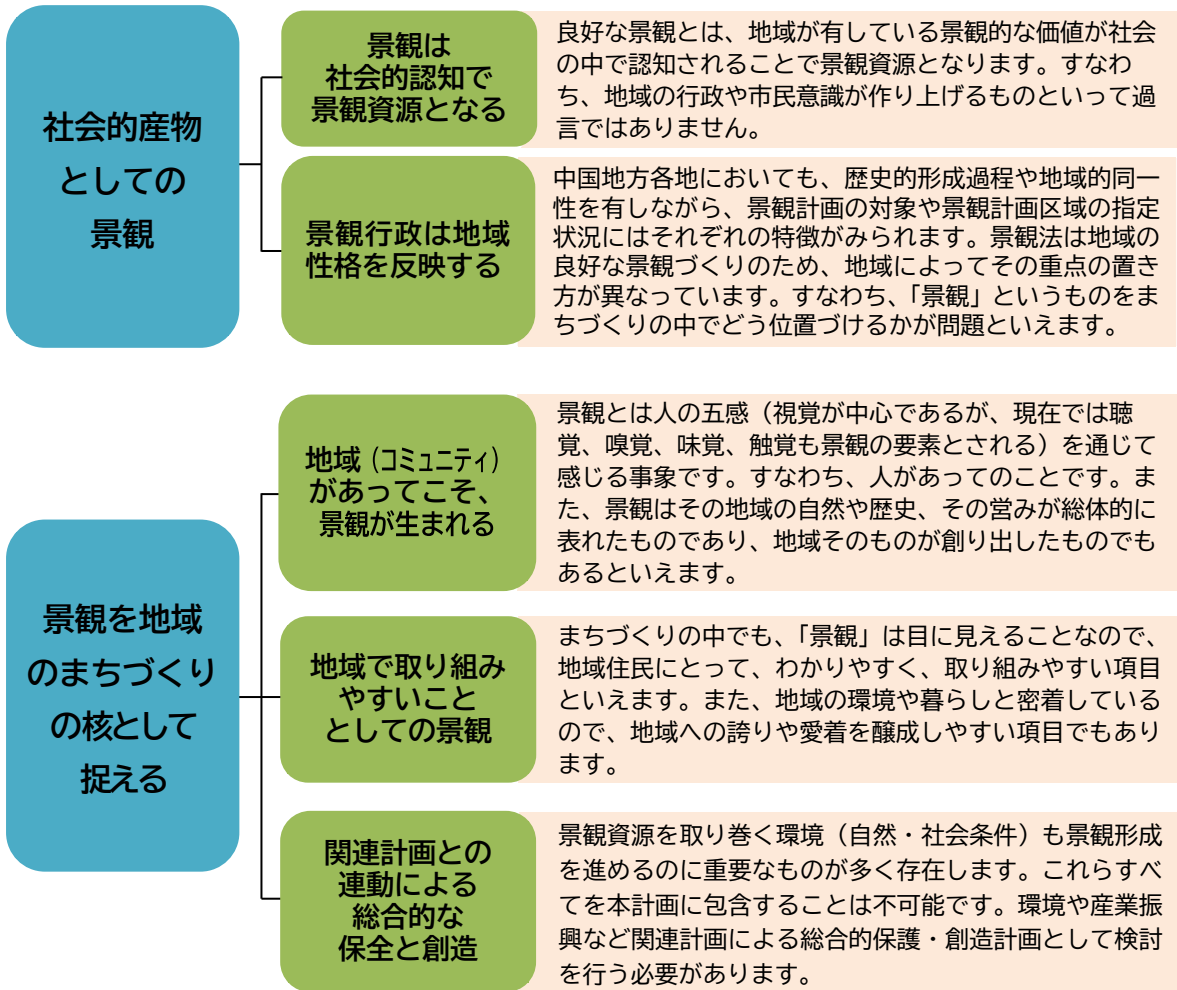 社会的産物
としての
景観
景観は
社会的認知で
景観資源となる
良好な景観とは、地域が有している景観的な価値が社会
の中で認知されることで景観資源となります。すなわ
ち、地域の行政や市民意識が作り上げるものといって過
言ではありません。
景観行政は地域
性格を反映する
中国地方各地においても、歴史的形成過程や地域的同一
性を有しながら、景観計画の対象や景観計画区域の指定
状況にはそれぞれの特徴がみられます。景観法は地域の
良好な景観づくりのため、地域によってその重点の置き
方が異なっています。すなわち、「景観」というものをま
ちづくりの中でどう位置づけるかが問題といえます。
景観を地域
のまちづくり
の核として
捉える
地域（コミュニティ）
があってこそ、
景観が生まれる
景観とは人の五感（視覚が中心であるが、現在では聴
覚、嗅覚、味覚、触覚も景観の要素とされる）を通じて
感じる事象です。すなわち、人があってのことです。ま
た、景観はその地域の自然や歴史、その営みが総体的に
表れたものであり、地域そのものが創り出したものでも
あるといえます。
地域で取り組み
やすいこと
としての景観
まちづくりの中でも、「景観」は目に見えることなので、
地域住民にとって、わかりやすく、取り組みやすい項目
といえます。また、地域の環境や暮らしと密着している
ので、地域への誇りや愛着を醸成しやすい項目でもあり
ます。
関連計画との
連動による
総合的な
保全と創造
景観資源を取り巻く環境（自然・社会条件）も景観形成
を進めるのに重要なものが多く存在します。これらすべ
てを本計画に包含することは不可能です。環境や産業振
興など関連計画による総合的保護・創造計画として検討
を行う必要があります。